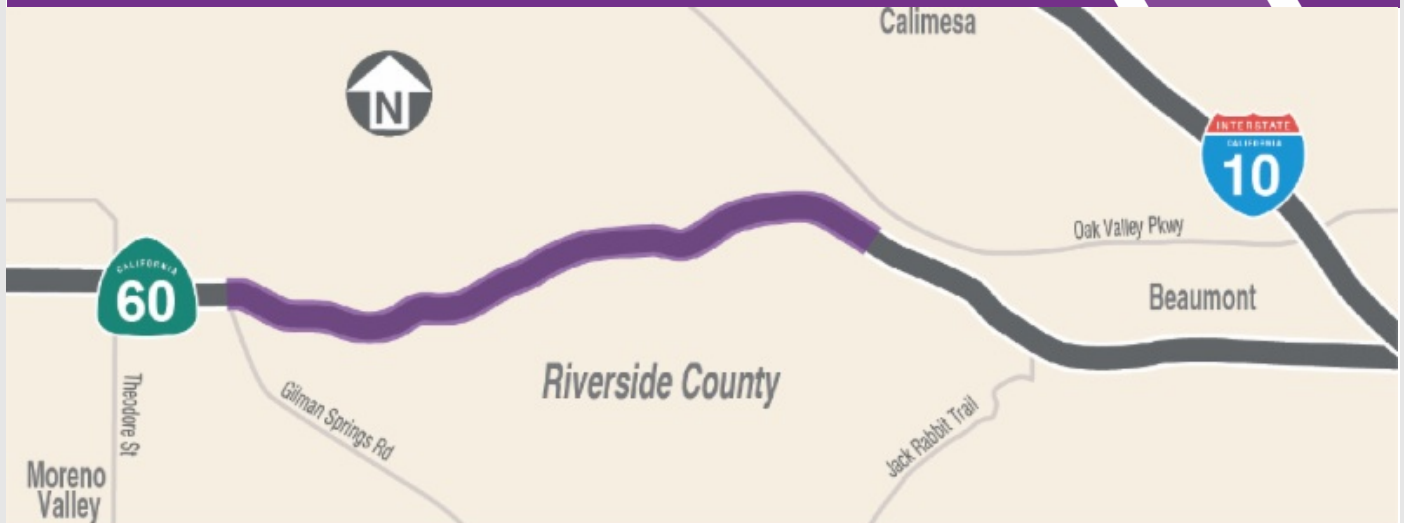 Calimesa
N
INTERSTATE
CALIFORNIA
10
Oak Valley Pkwy
CALIFORNIA
60
Beaumont
Riverside County
Theodore St
Gilman Springs Rd
Jack Rabbit Trail
Moreno
Valley